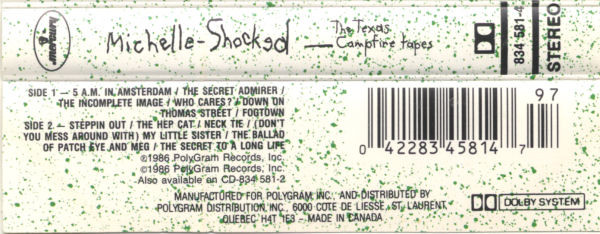 Michelle-Shocked — The Texas
Campfire tapes
834 581-4
STEREO
SIDE 1 — 5 A.M. IN AMSTERDAM / THE SECRET ADMIRER /
THE INCOMPLETE IMAGE / WHO CARES? / DOWN ON
THOMAS STREET / FOGTOWN
SIDE 2 — STEPPIN OUT / THE HEP CAT / NECK TIE / (DON'T
YOU MESS AROUND WITH) MY LITTLE SISTER / THE BALLAD
OF PATCH EYE AND MEG / THE SECRET TO A LONG LIFE
©1986 PolyGram Records, Inc.
℗1986 PolyGram Records, Inc.
Also available on CD-834 581-2
MANUFACTURED FOR POLYGRAM, INC., AND DISTRIBUTED BY
POLYGRAM DISTRIBUTION, INC., 6000 COTE DE LIESSE, ST. LAURENT,
QUEBEC H4T 1E3 - MADE IN CANADA
97
0 42283 45814 7
DOLBY SYSTEM